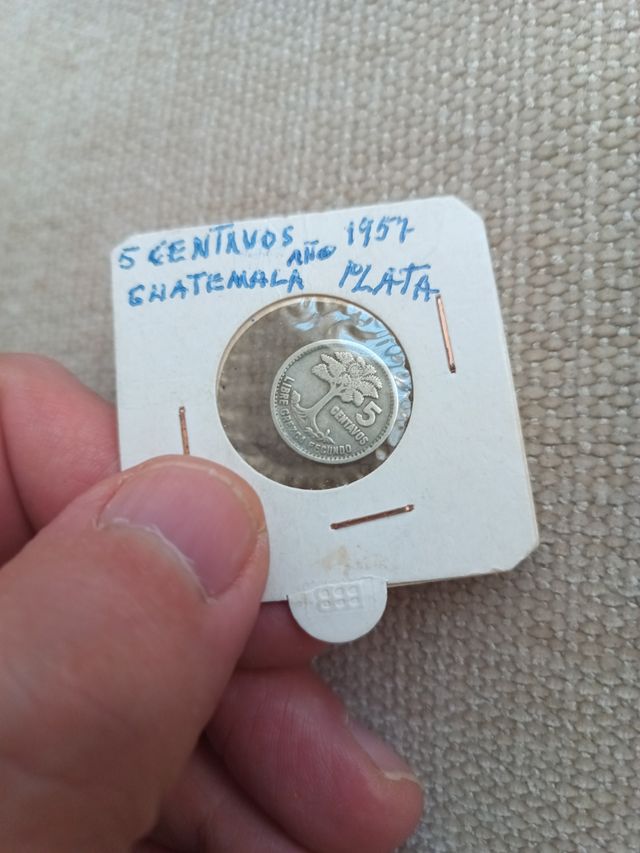 5 CENTAVOS AÑO 1957
GUATEMALA PLATA
LIBRE CREZCA FECUNDO
5
CENTAVOS